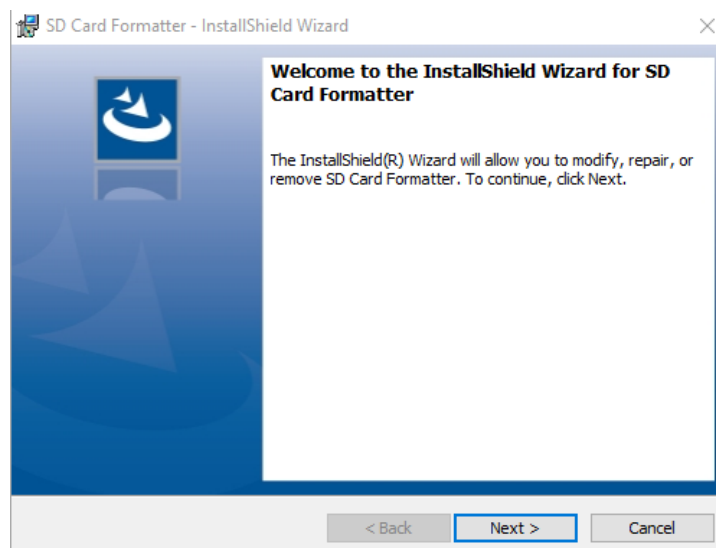 SD Card Formatter - InstallShield Wizard
Welcome to the InstallShield Wizard for SD
Card Formatter
The InstallShield(R) Wizard will allow you to modify, repair, or
remove SD Card Formatter. To continue, click Next.
< Back
Next >
Cancel